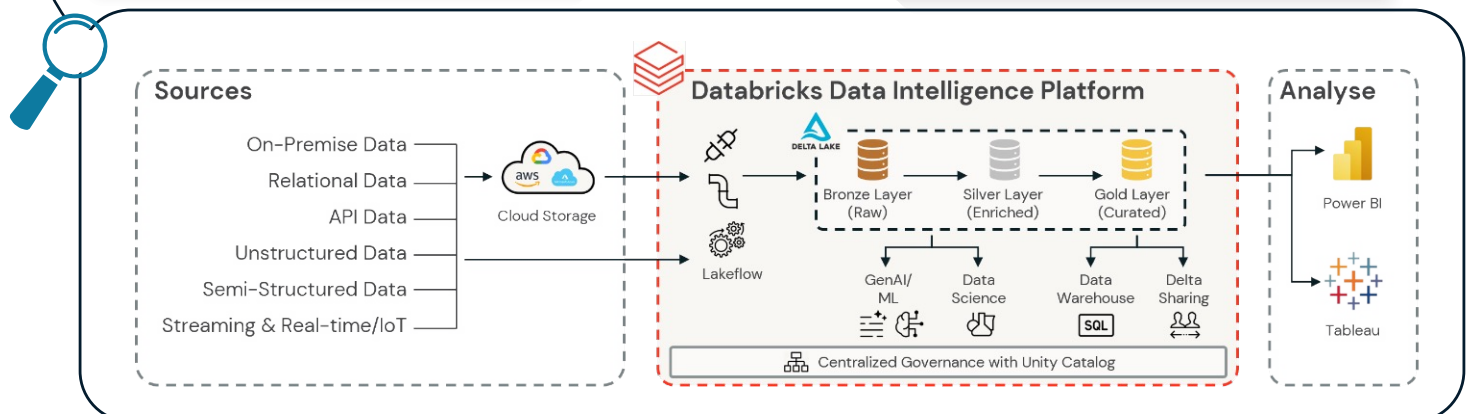 Sources
On-Premise Data
Relational Data
API Data
Unstructured Data
Semi-Structured Data
Streaming & Real-time/IoT
aws
Cloud Storage
Databricks Data Intelligence Platform
Lakeflow
DELTA LAKE
Bronze Layer
(Raw)
Silver Layer
(Enriched)
Gold Layer
(Curated)
GenAI/
ML
Data
Science
Data
Warehouse
SQL
Delta
Sharing
Centralized Governance with Unity Catalog
Analyse
Power BI
Tableau